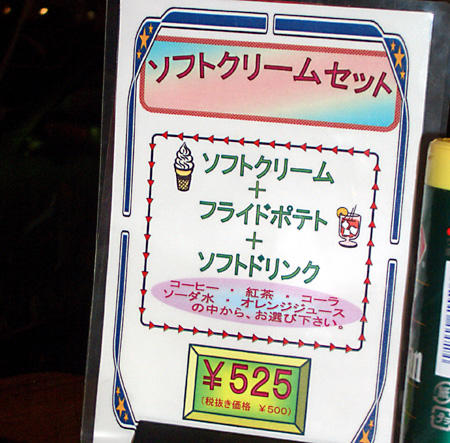 ソフトクリームセット
ソフトクリーム
+
フライドポテト
+
ソフトドリンク
コーヒー ・ 紅茶 ・ コーラ
ソーダ水 ・ オレンジジュース
の中から、お選び下さい。
¥525
(税抜き価格 ¥500)